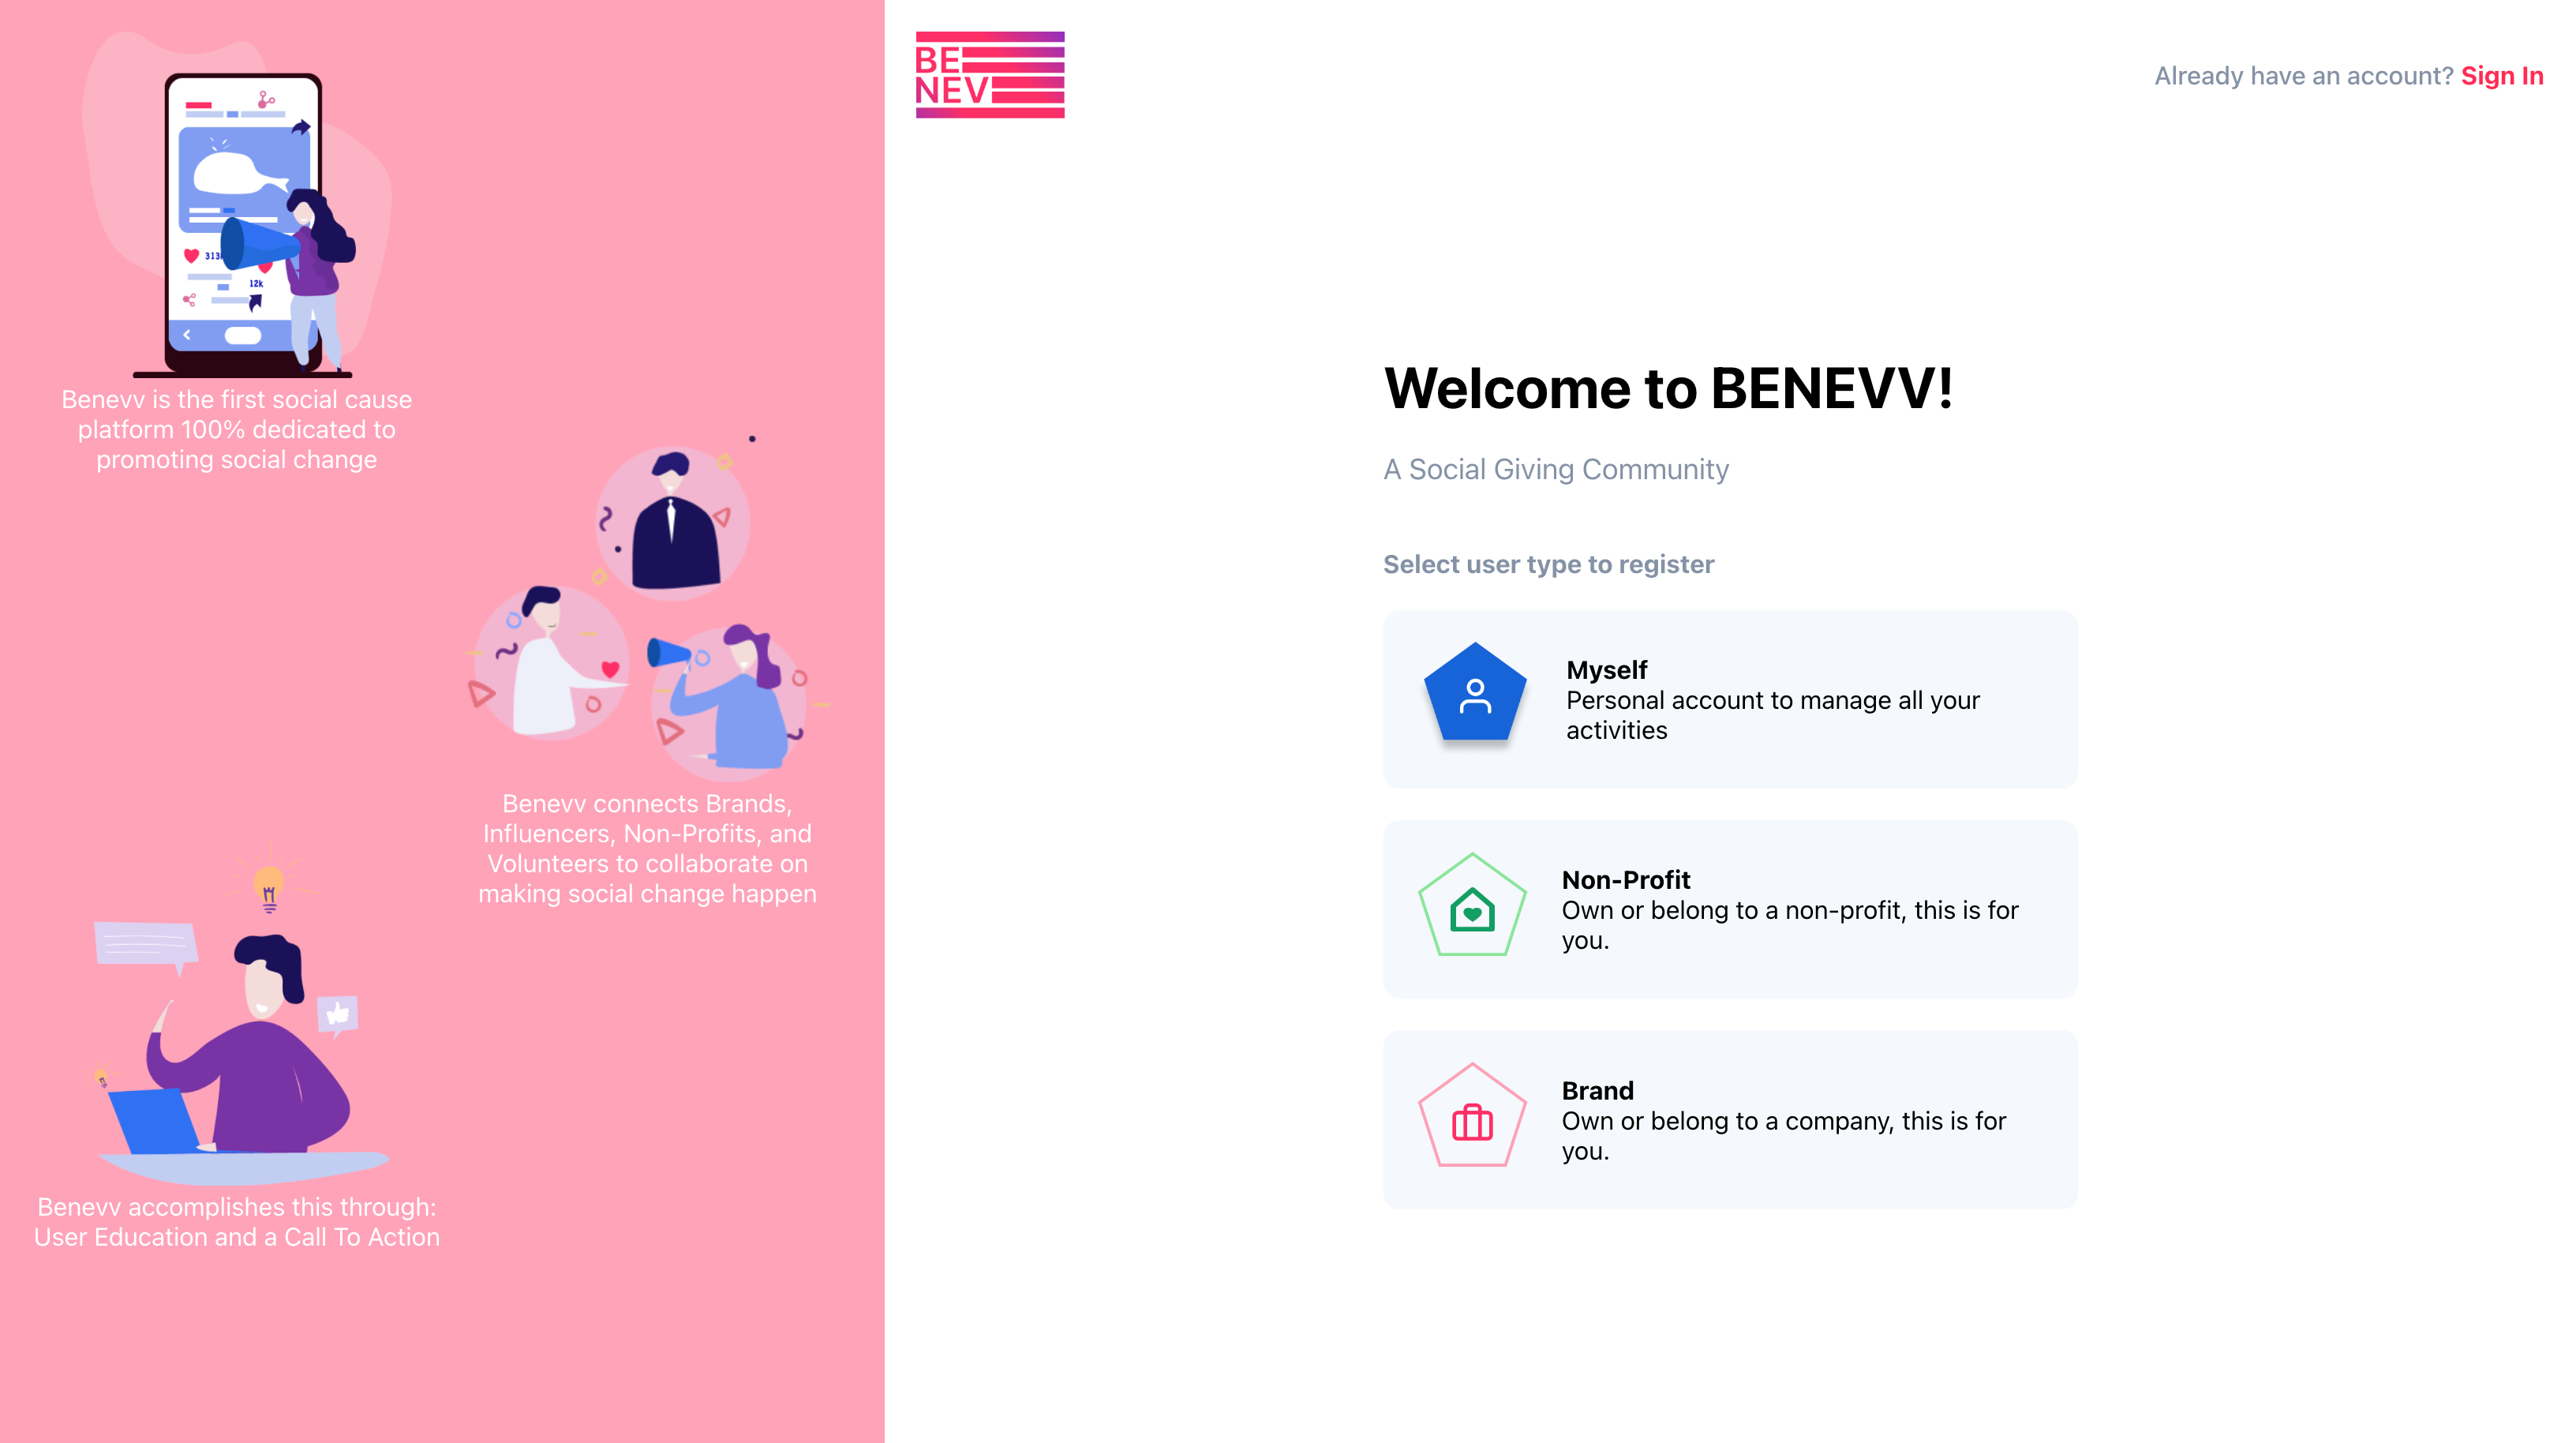 Benevv is the first social cause
platform 100% dedicated to
promoting social change
Benevv connects Brands,
Influencers, Non-Profits, and
Volunteers to collaborate on
making social change happen
Benevv accomplishes this through:
User Education and a Call To Action
BE
NEV
Already have an account? Sign In
Welcome to BENEVV!
A Social Giving Community
Select user type to register
Myself
Personal account to manage all your
activities
Non-Profit
Own or belong to a non-profit, this is for
you.
Brand
Own or belong to a company, this is for
you.
12k